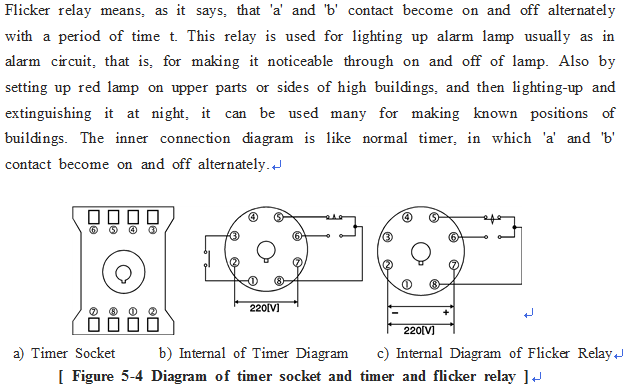 Flicker relay means, as it says, that 'a' and 'b' contact become on and off alternately
with a period of time t. This relay is used for lighting up alarm lamp usually as in
alarm circuit, that is, for making it noticeable through on and off of lamp. Also by
setting up red lamp on upper parts or sides of high buildings, and then lighting-up and
extinguishing it at night, it can be used many for making known positions of
buildings. The inner connection diagram is like normal timer, in which 'a' and 'b'
contact become on and off alternately.↵
⑥ ⑤ ④ ③
⑦ ⑧ ① ②
④ ⑤
③ ⑥
② ⑦
① ⑧
220[V]
④ ⑤
③ ⑥
② ⑦
① ⑧
− +
220[V]
↵
a) Timer Socket b) Internal of Timer Diagram c) Internal Diagram of Flicker Relay↵
[ Figure 5-4 Diagram of timer socket and timer and flicker relay ]↵